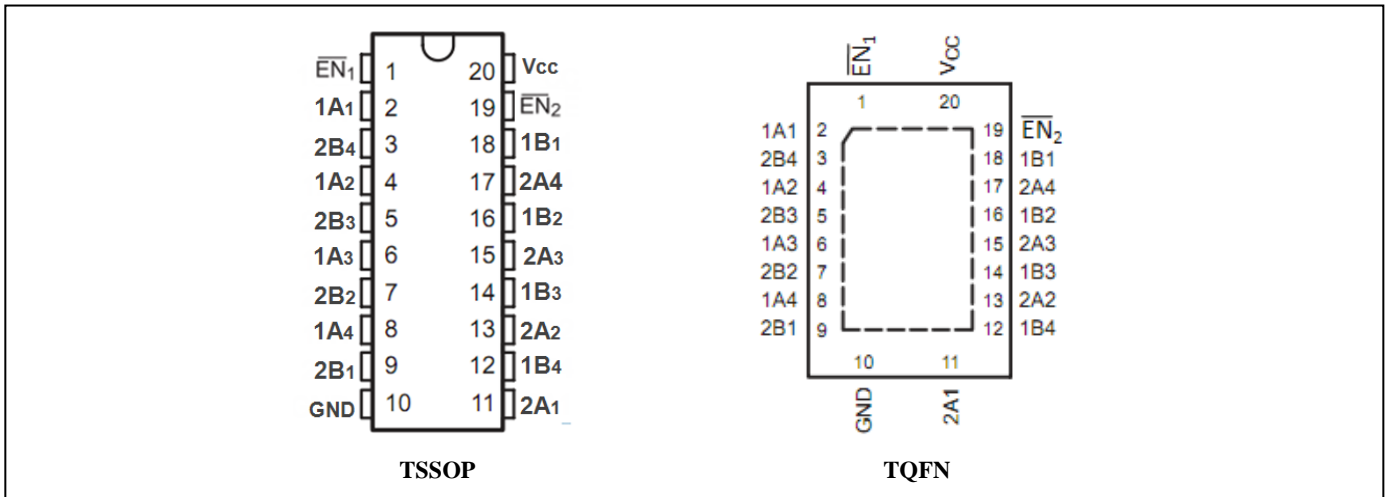 E̅N̅₁ 1 20 Vcc
1A₁ 2 19 E̅N̅₂
2B₄ 3 18 1B₁
1A₂ 4 17 2A4
2B₃ 5 16 1B₂
1A₃ 6 15 2A₃
2B₂ 7 14 1B₃
1A₄ 8 13 2A₂
2B₁ 9 12 1B₄
GND 10 11 2A₁
TSSOP
E̅N̅₁ VCC
1 20
1A1 2 19 E̅N̅₂
2B4 3 18 1B1
1A2 4 17 2A4
2B3 5 16 1B2
1A3 6 15 2A3
2B2 7 14 1B3
1A4 8 13 2A2
2B1 9 12 1B4
10 11
GND 2A1
TQFN